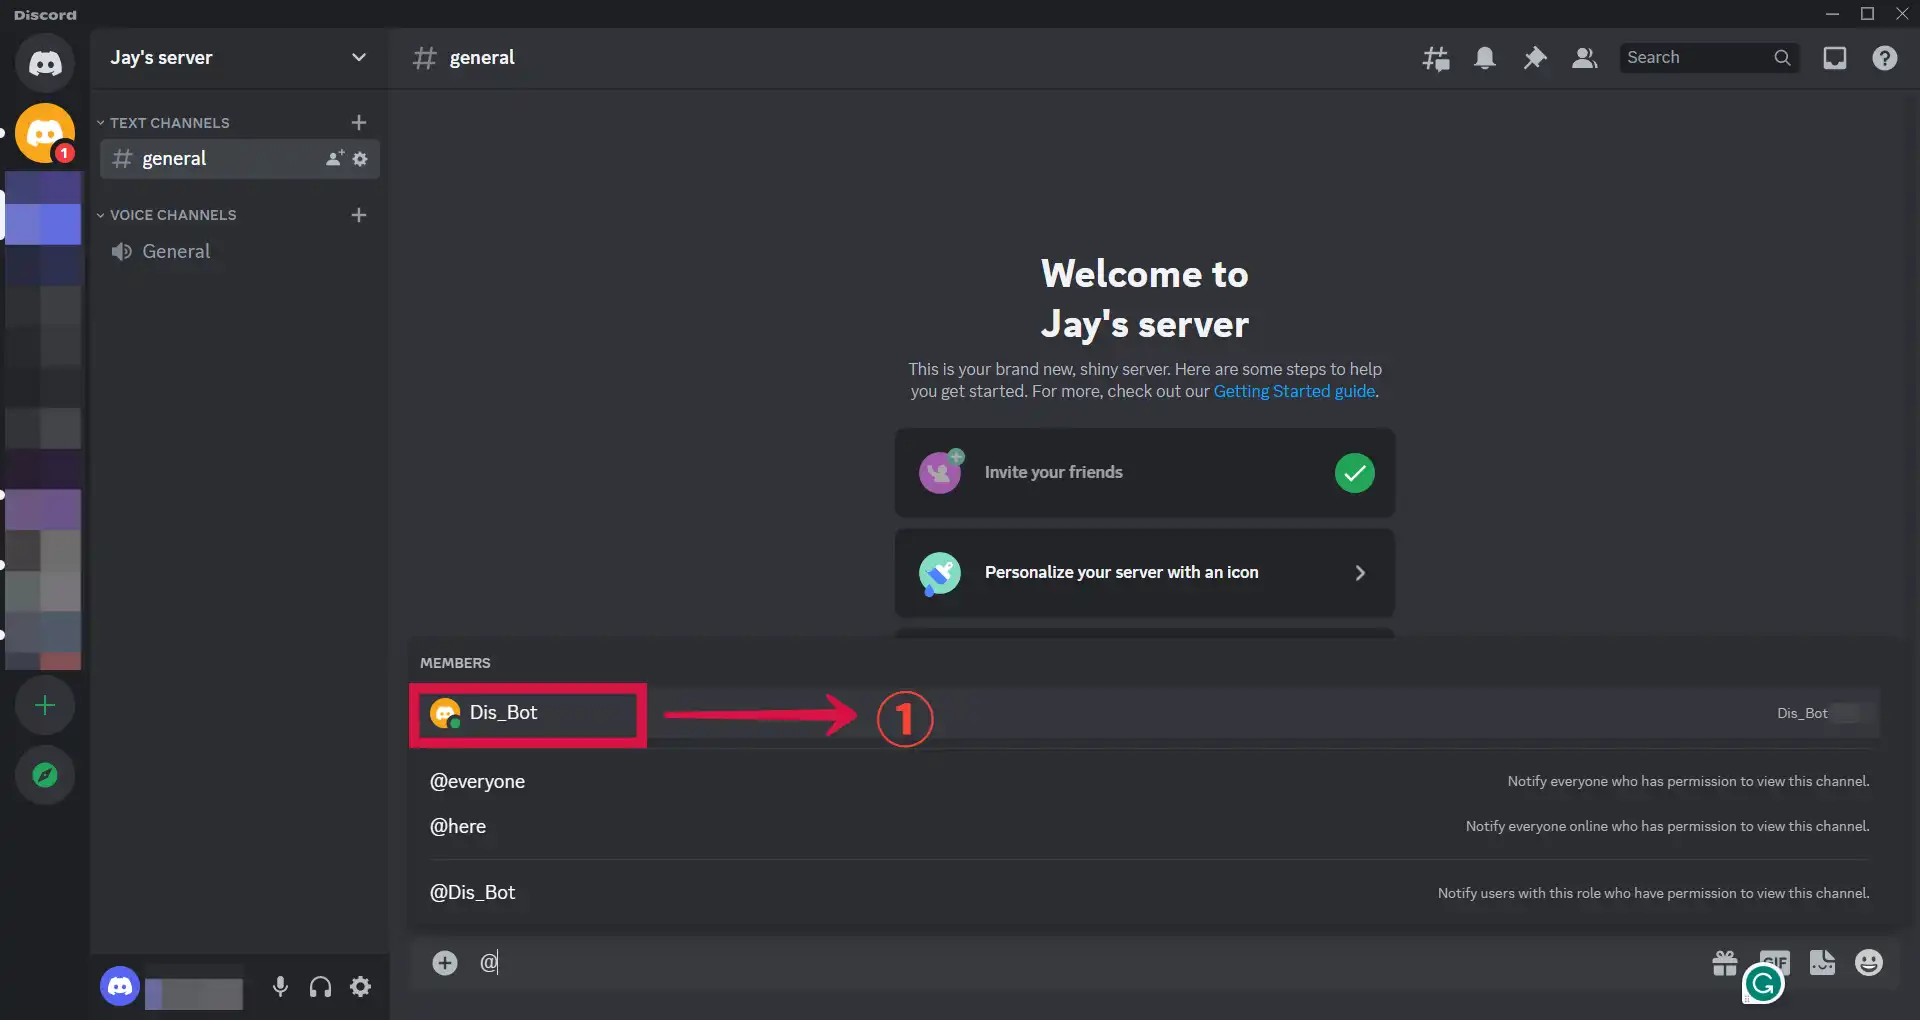 Discord
Jay's server
general
Search
TEXT CHANNELS
1
general
VOICE CHANNELS
General
Welcome to
Jay's server
This is your brand new, shiny server. Here are some steps to help
you get started. For more, check out our Getting Started guide.
Invite your friends
Personalize your server with an icon
MEMBERS
Dis_Bot
1
Dis_Bot
@everyone
Notify everyone who has permission to view this channel.
@here
Notify everyone online who has permission to view this channel.
@Dis_Bot
Notify users with this role who have permission to view this channel.
@
GIF